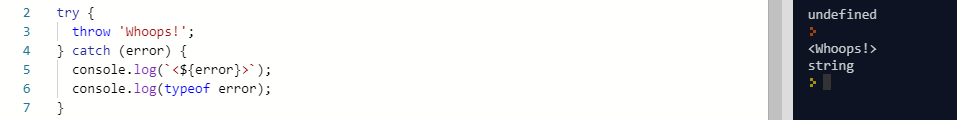 2 try {
3 throw 'Whoops!';
4 } catch (error) {
5 console.log(`<${error}>`);
6 console.log(typeof error);
7 }
undefined
>
<Whoops!>
string
>